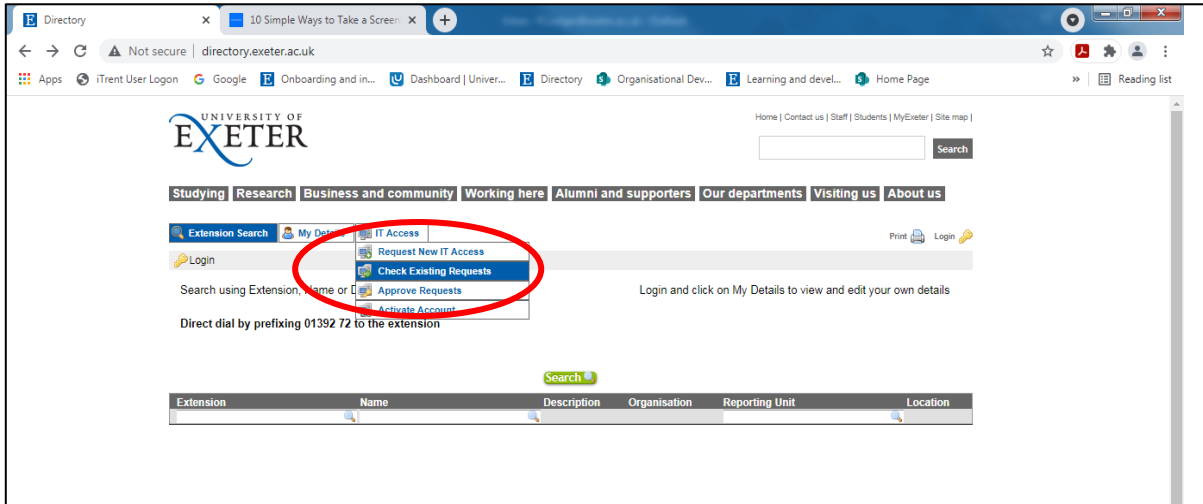 Directory
10 Simple Ways to Take a Screen
Not secure | directory.exeter.ac.uk
Apps iTrent User Logon Google Onboarding and in... Dashboard | Univer... Directory Organisational Dev... Learning and devel... Home Page » Reading list
UNIVERSITY OF
EXETER
Home | Contact us | Staff | Students | MyExeter | Site map |
Search
Studying Research Business and community Working here Alumni and supporters Our departments Visiting us About us
Extension Search My Details IT Access
Print Login
Request New IT Access
Login
Check Existing Requests
Search using Extension, Name or D
Approve Requests
Login and click on My Details to view and edit your own details
Activate Account
Direct dial by prefixing 01392 72 to the extension
Search
Extension Name Description Organisation Reporting Unit Location